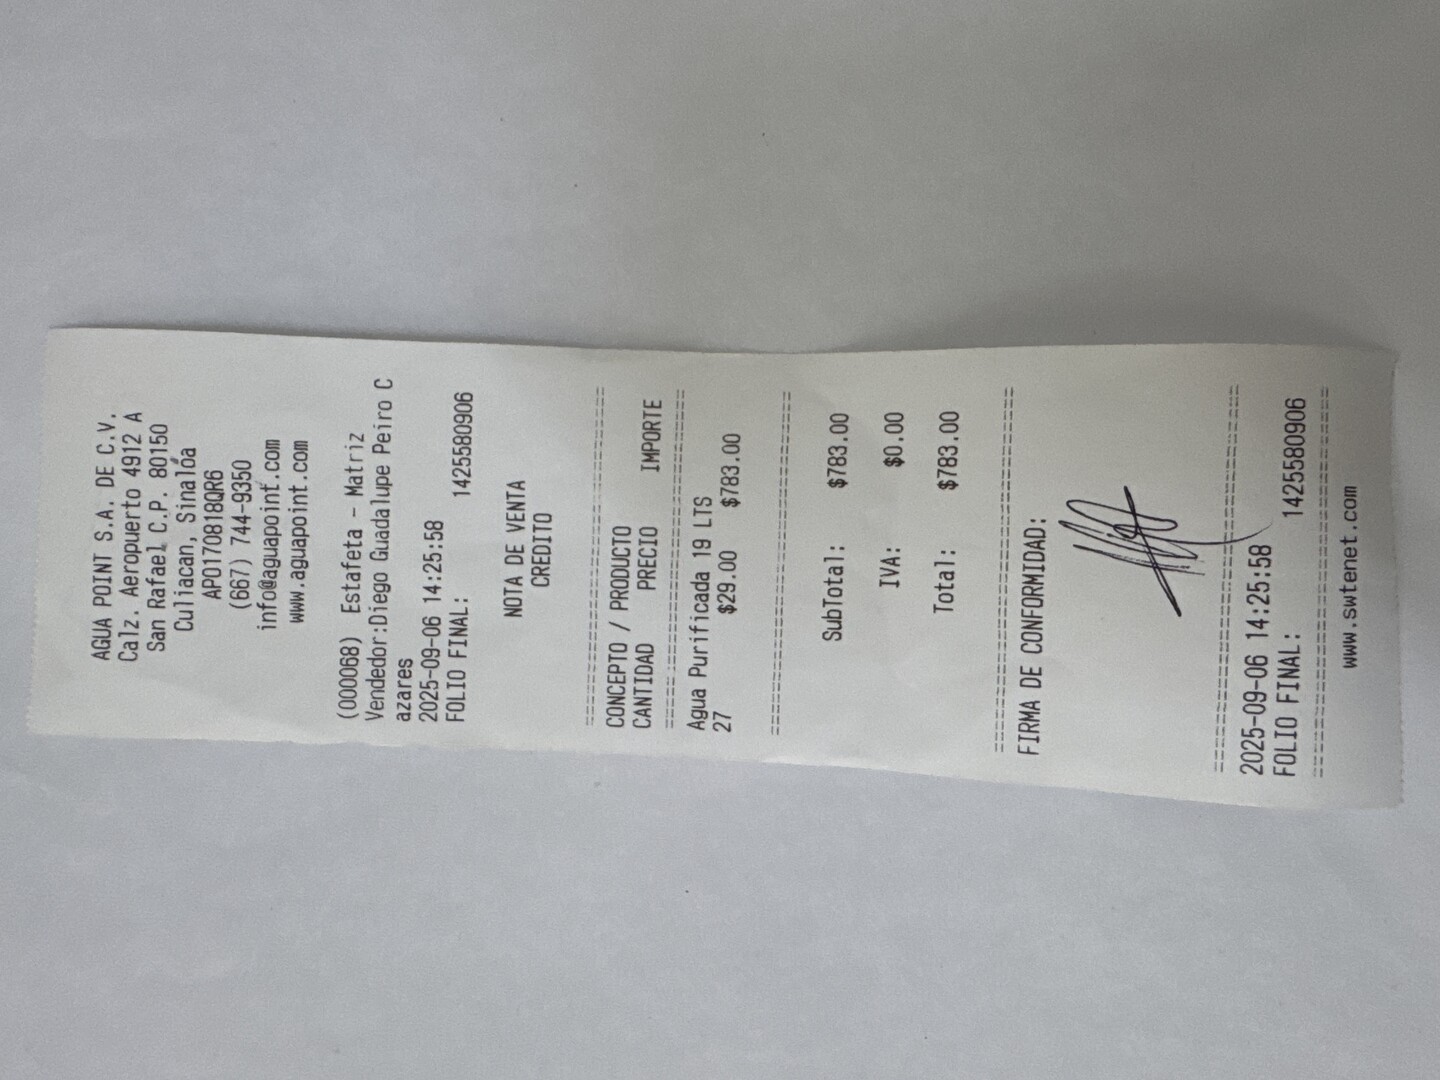 AGUA POINT S.A. DE C.V.
Calz. Aeropuerto 4912 A
San Rafael C.P. 80150
Culiacan, Sinaloa
APO170818QR6
(667) 744-9350
info@aguapoint.com
www.aguapoint.com
(000068) Estafeta - Matriz
Vendedor:Diego Guadalupe Peiro C
azares
2025-09-06 14:25:58
FOLIO FINAL: 1425580906
NOTA DE VENTA
CREDITO
CONCEPTO / PRODUCTO
CANTIDAD PRECIO IMPORTE
Agua Purificada 19 LTS
27 $29.00 $783.00
SubTotal: $783.00
IVA: $0.00
Total: $783.00
FIRMA DE CONFORMIDAD:
2025-09-06 14:25:58
FOLIO FINAL: 1425580906
www.swtenet.com